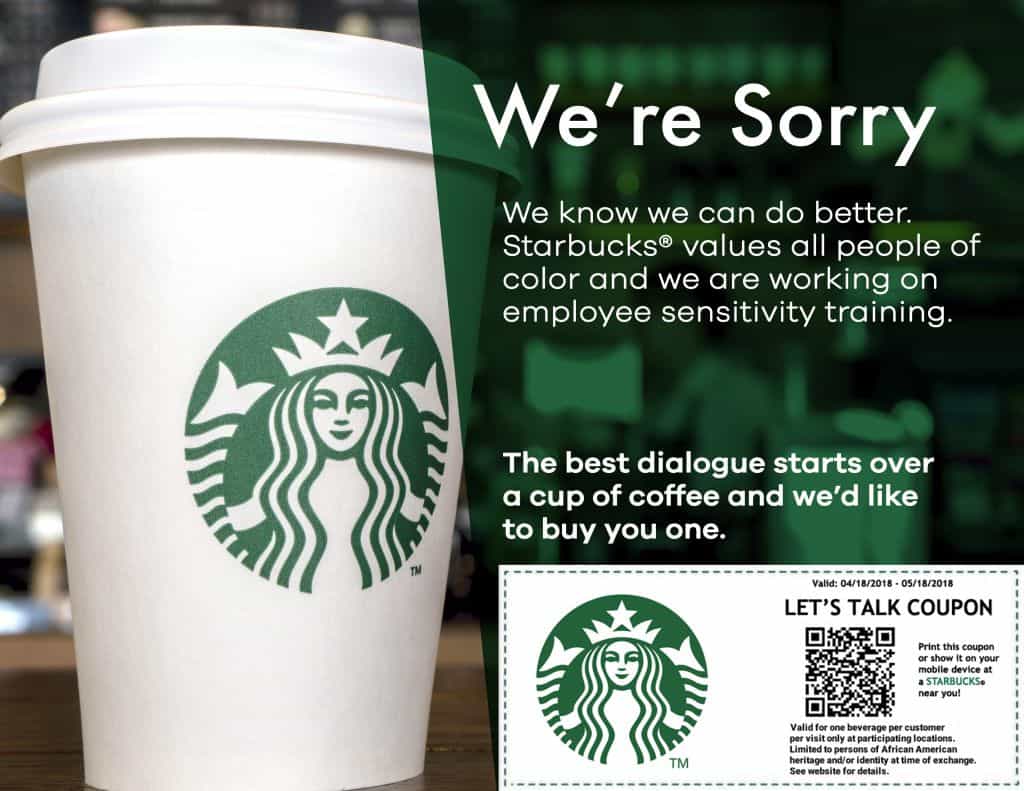 We're Sorry
We know we can do better.
Starbucks® values all people of
color and we are working on
employee sensitivity training.
The best dialogue starts over
a cup of coffee and we'd like
to buy you one.
TM
Valid: 04/18/2018 - 05/18/2018
LET'S TALK COUPON
Print this coupon
or show it on your
mobile device at
a STARBUCKS®
near you!
Valid for one beverage per customer
per visit only at participating locations.
Limited to persons of African American
heritage and/or identity at time of exchange.
See website for details.
TM